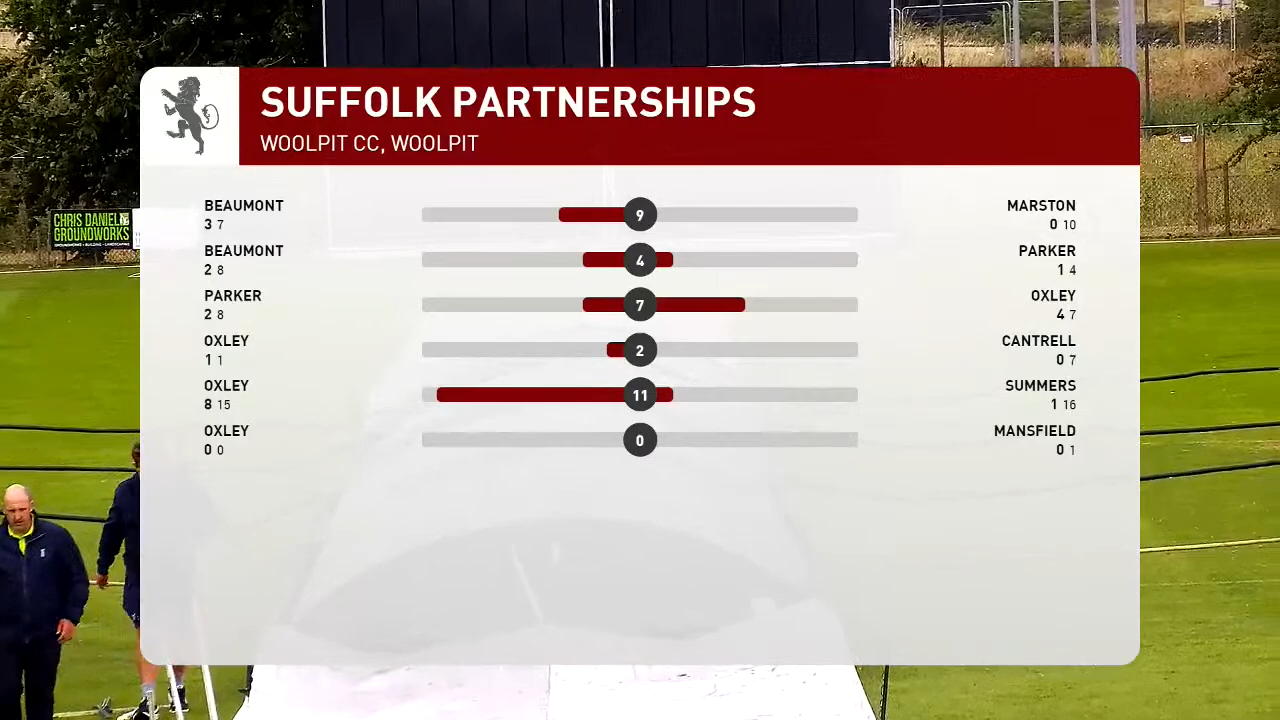 SUFFOLK PARTNERSHIPS
WOOLPIT CC, WOOLPIT
BEAUMONT
3 7
9
MARSTON
0 10
BEAUMONT
2 8
4
PARKER
1 4
PARKER
2 8
7
OXLEY
4 7
OXLEY
1 1
2
CANTRELL
0 7
OXLEY
8 15
11
SUMMERS
1 16
OXLEY
0 0
0
MANSFIELD
0 1
CHRIS DANIEL
GROUNDWORKS